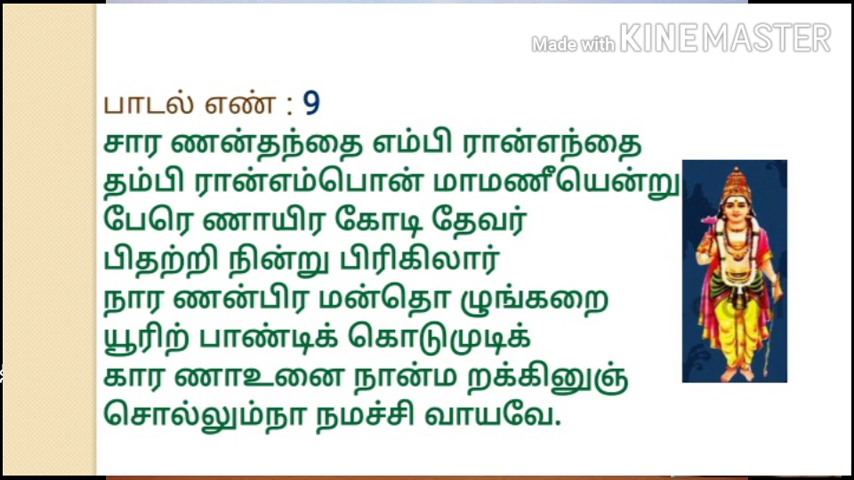 Made with KINEMASTER
பாடல் எண் : 9
சார ணன்தந்தை எம்பி ரான்எந்தை
தம்பி ரான்எம்பொன் மாமணீயென்று
பேரெ ணாயிர கோடி தேவர்
பிதற்றி நின்று பிரிகிலார்
நார ணன்பிர மன்தொ ழுங்கறை
யூரிற் பாண்டிக் கொடுமுடிக்
கார ணாஉனை நான்ம றக்கினுஞ்
சொல்லும்நா நமச்சி வாயவே.